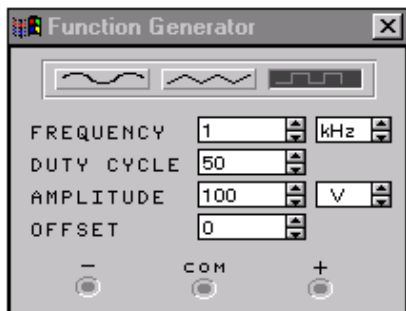 Function Generator
FREQUENCY 1 kHz
DUTY CYCLE 50
AMPLITUDE 100 V
OFFSET 0
− COM +